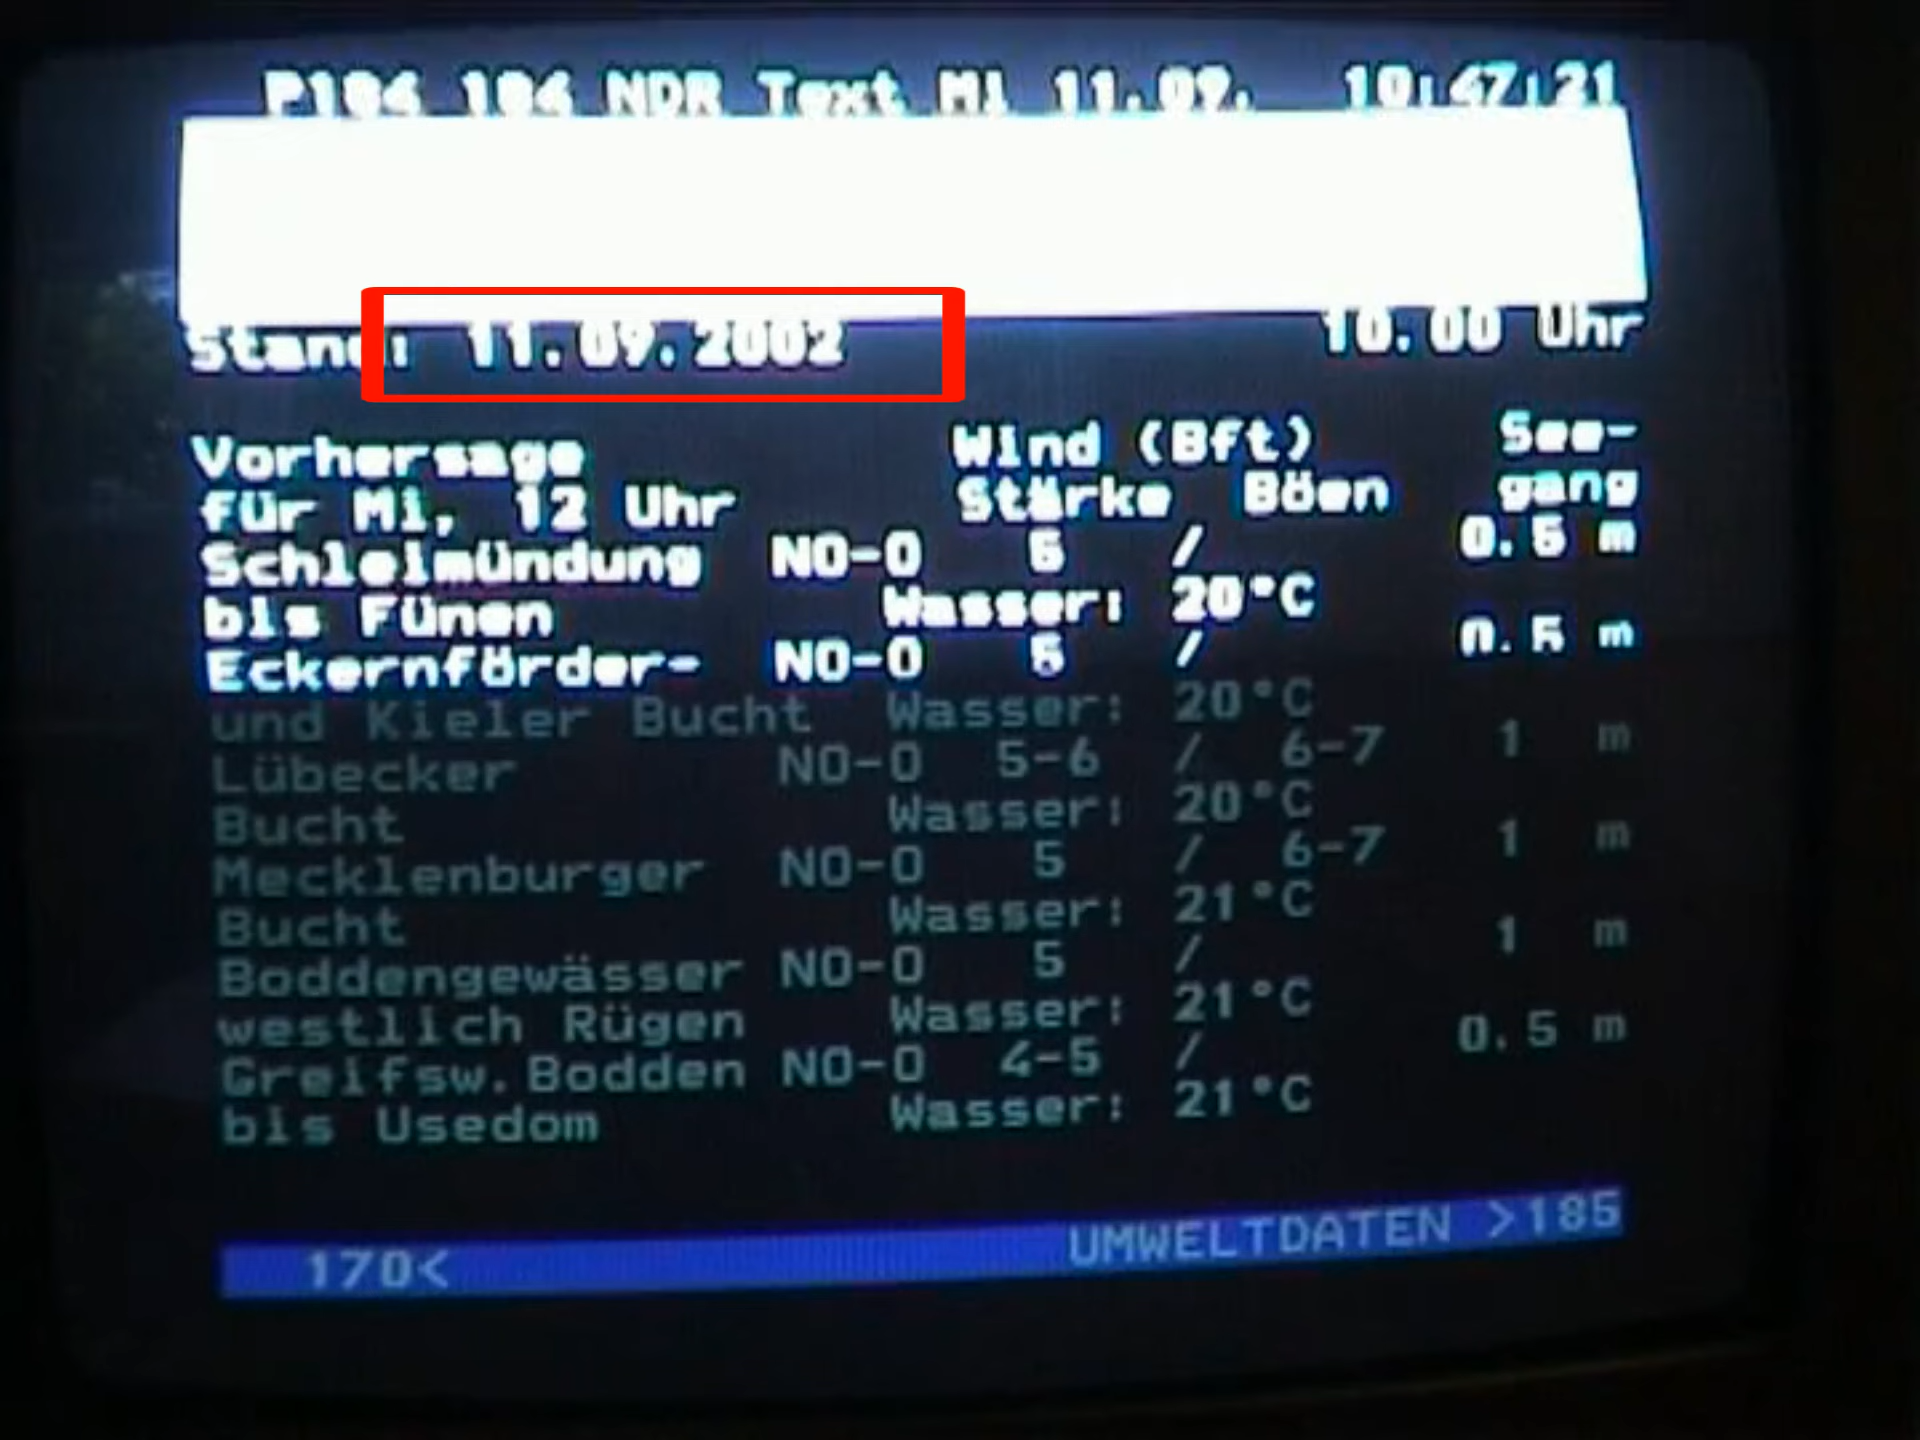 P184 184 NDR Text Mi 11.09. 10:47:21
Stand: 11.09.2002 10.00 Uhr
Vorhersage Wind (Bft) See-
für Mi, 12 Uhr Stärke Böen gang
Schleimündung NO-O 5 / 0.5 m
bis Fünen Wasser: 20°C
Eckernförder- NO-O 5 / 0.5 m
und Kieler Bucht Wasser: 20°C
Lübecker NO-O 5-6 / 6-7 1 m
Bucht Wasser: 20°C
Mecklenburger NO-O 5 / 6-7 1 m
Bucht Wasser: 21°C
Boddengewässer NO-O 5 / 1 m
westlich Rügen Wasser: 21°C
Greifsw.Bodden NO-O 4-5 / 0.5 m
bis Usedom Wasser: 21°C
170< UMWELTDATEN >185